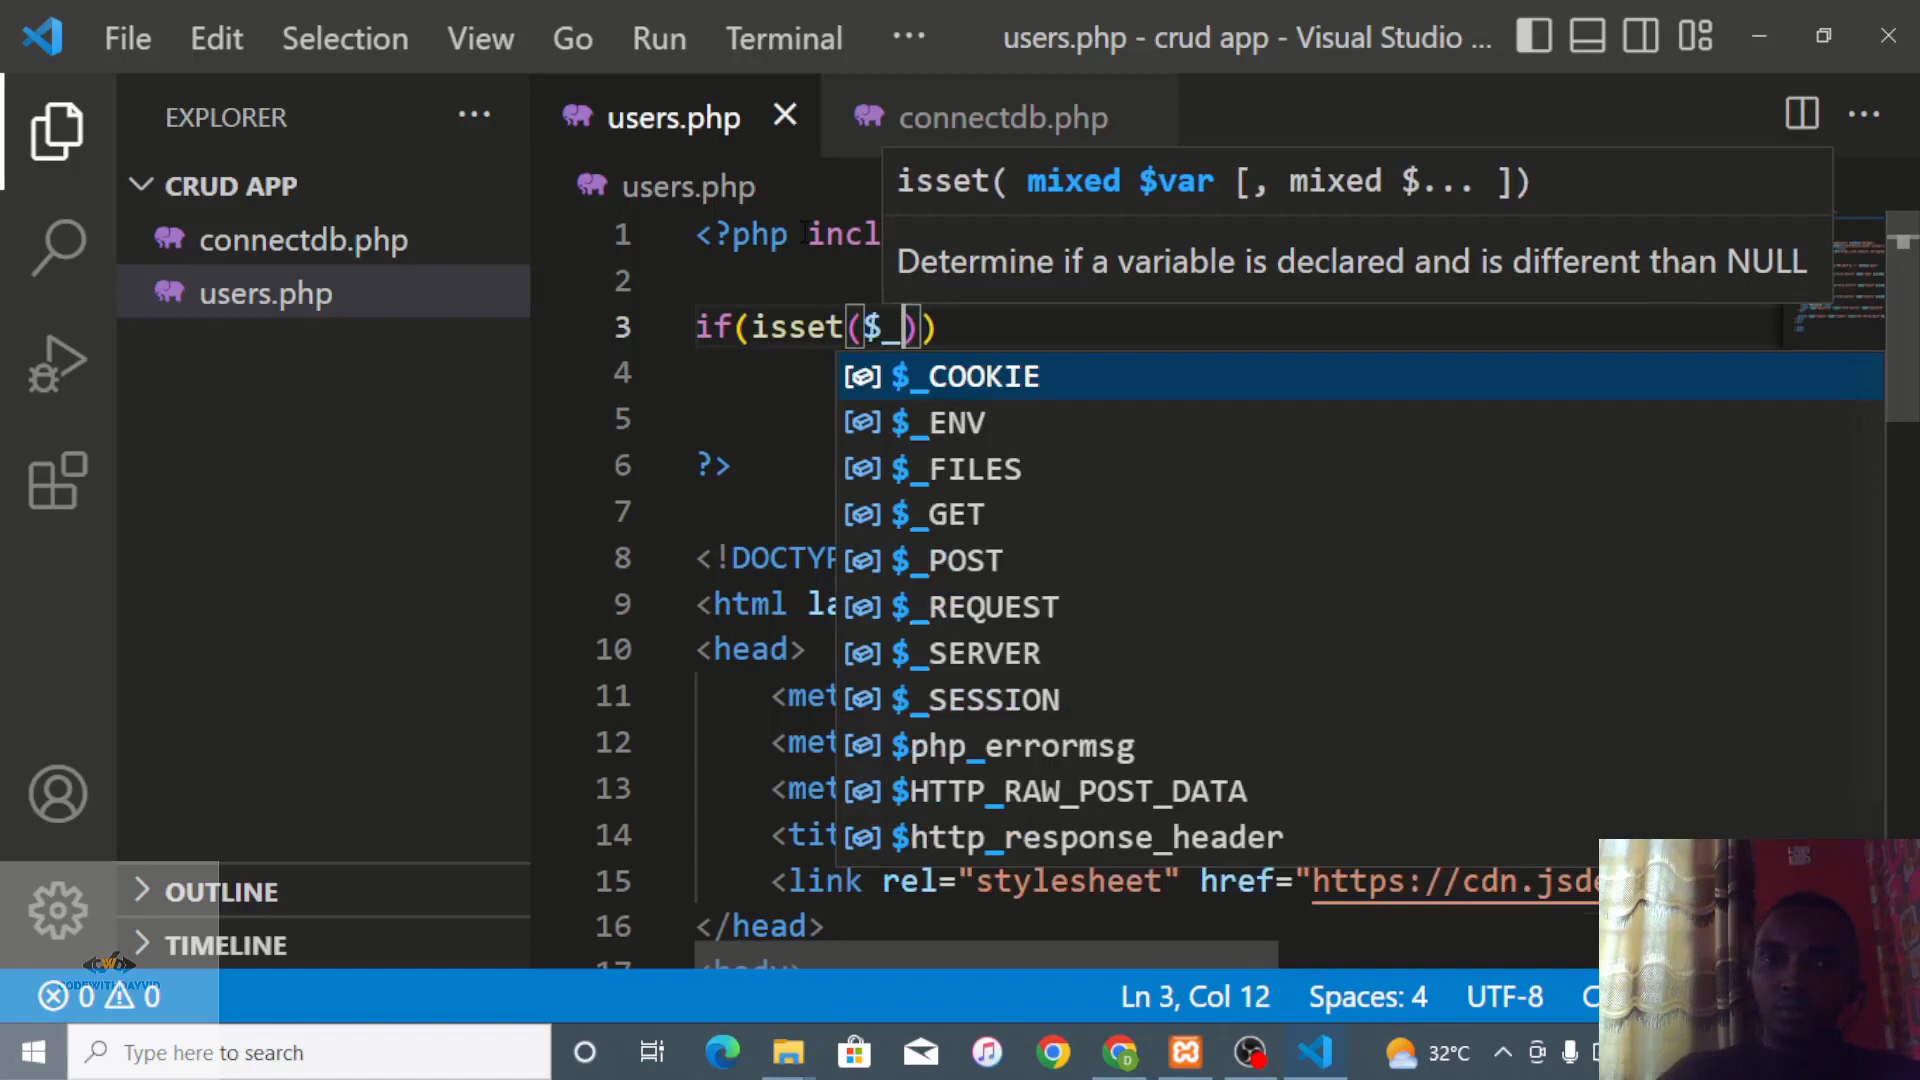 File Edit Selection View Go Run Terminal ··· users.php - crud app - Visual Studio ...
EXPLORER ···
CRUD APP
connectdb.php
users.php
OUTLINE
TIMELINE
users.php connectdb.php ···
users.php
isset( mixed $var [, mixed $... ])
Determine if a variable is declared and is different than NULL
1 <?php incl
2
3 if(isset($_))
4
5
6 ?>
7
8 <!DOCTYP
9 <html la
10 <head>
11 <met
12 <met
13 <met
14 <tit
15 <link rel="stylesheet" href="https://cdn.jsde
16 </head>
$_COOKIE
$_ENV
$_FILES
$_GET
$_POST
$_REQUEST
$_SERVER
$_SESSION
$php_errormsg
$HTTP_RAW_POST_DATA
$http_response_header
CWD
CODEWITHDAYVID
0 0 Ln 3, Col 12 Spaces: 4 UTF-8
Type here to search 32°C